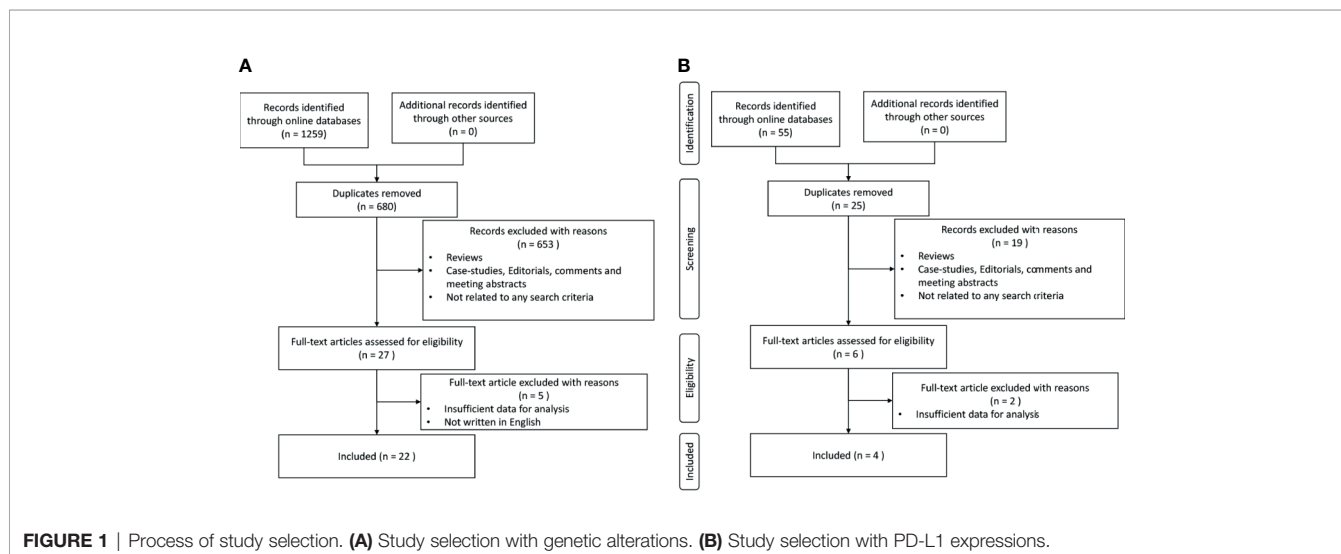 A
Records identified
through online databases
(n = 1259)
Additional records identified
through other sources
(n = 0)
Duplicates removed
(n = 680)
Records excluded with reasons
(n = 653 )
• Reviews
• Case-studies, Editorials, comments and
meeting abstracts
• Not related to any search criteria
Full-text articles assessed for eligibility
(n = 27 )
Full-text article excluded with reasons
(n = 5 )
• Insufficient data for analysis
• Not written in English
Included (n = 22 )
B
Identification
Screening
Eligibility
Included
Records identified
through online databases
(n = 55)
Additional records identified
through other sources
(n = 0)
Duplicates removed
(n = 25)
Records excluded with reasons
(n = 19 )
• Reviews
• Case-studies, Editorials, comments and
meeting abstracts
• Not related to any search criteria
Full-text articles assessed for eligibility
(n = 6 )
Full-text article excluded with reasons
(n = 2 )
• Insufficient data for analysis
Included (n = 4 )
FIGURE 1 | Process of study selection. (A) Study selection with genetic alterations. (B) Study selection with PD-L1 expressions.